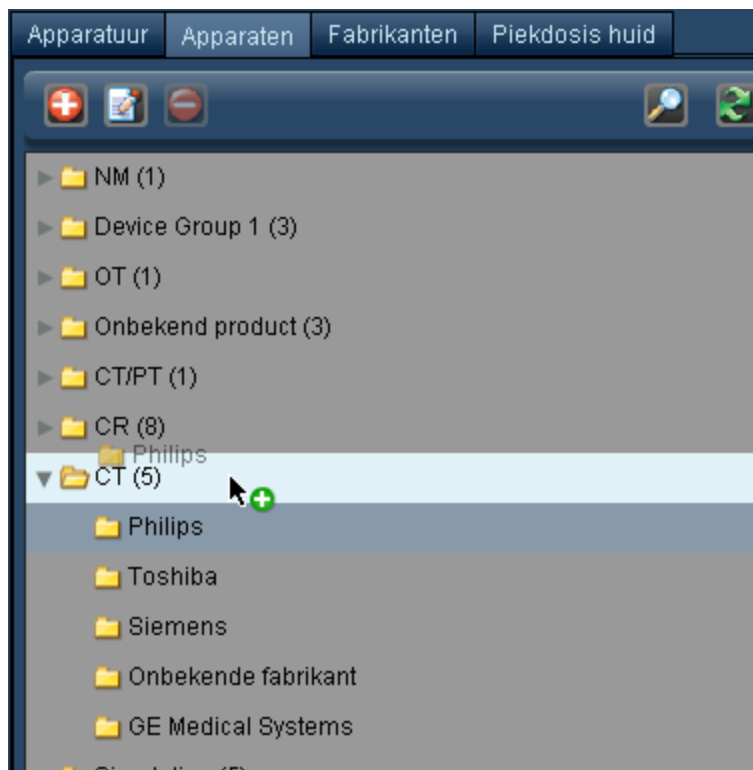 Apparatuur Apparaten Fabrikanten Piekdosis huid
NM (1)
Device Group 1 (3)
OT (1)
Onbekend product (3)
CT/PT (1)
CR (8)
Philips
CT (5)
Philips
Toshiba
Siemens
Onbekende fabrikant
GE Medical Systems